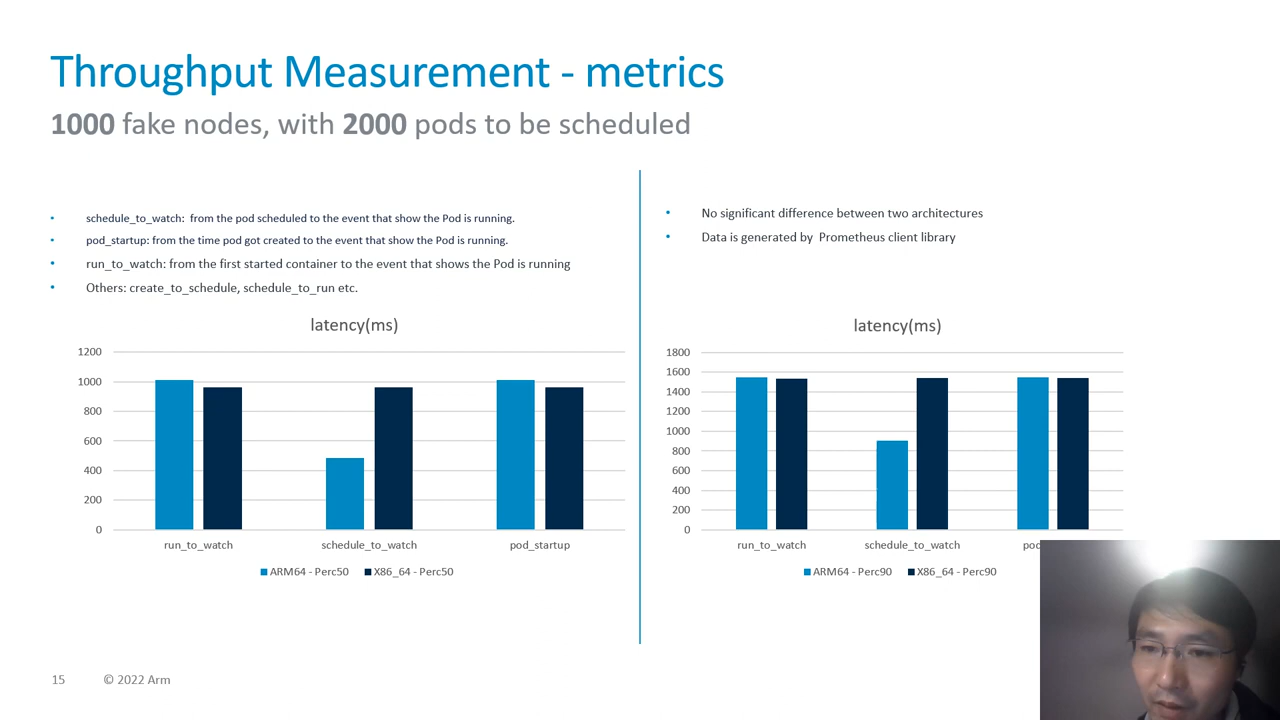 Throughput Measurement - metrics
1000 fake nodes, with 2000 pods to be scheduled
• schedule_to_watch: from the pod scheduled to the event that show the Pod is running.
• pod_startup: from the time pod got created to the event that show the Pod is running.
• run_to_watch: from the first started container to the event that shows the Pod is running
• Others: create_to_schedule, schedule_to_run etc.
latency(ms)
1200
1000
800
600
400
200
0
run_to_watch schedule_to_watch pod_startup
ARM64 - Perc50 X86_64 - Perc50
• No significant difference between two architectures
• Data is generated by Prometheus client library
latency(ms)
1800
1600
1400
1200
1000
800
600
400
200
0
run_to_watch schedule_to_watch
ARM64 - Perc90 X86_64 - Perc90
15 © 2022 Arm